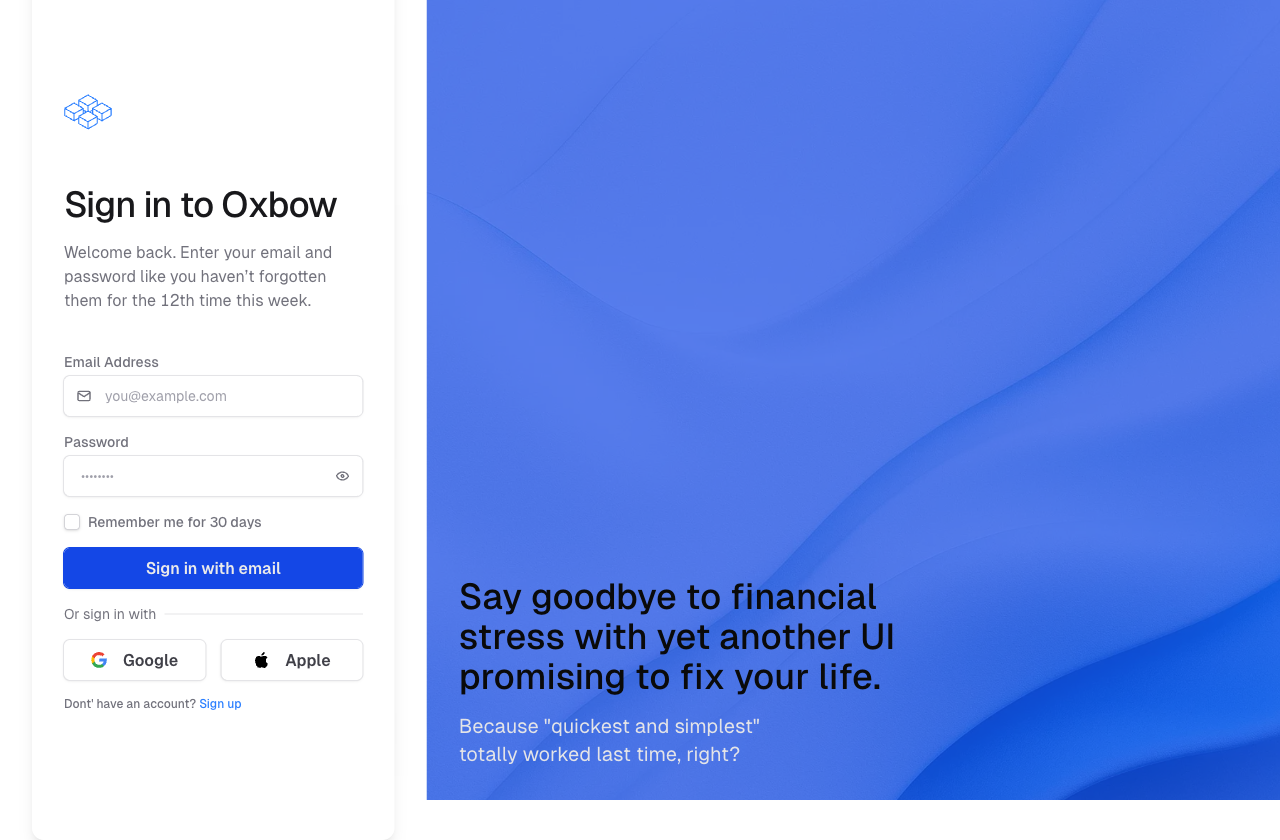 Sign in to Oxbow
Welcome back. Enter your email and
password like you haven’t forgotten
them for the 12th time this week.
Email Address
you@example.com
Password
••••••••
Remember me for 30 days
Sign in with email
Or sign in with
Google
Apple
Dont' have an account? Sign up
Say goodbye to financial
stress with yet another UI
promising to fix your life.
Because "quickest and simplest"
totally worked last time, right?